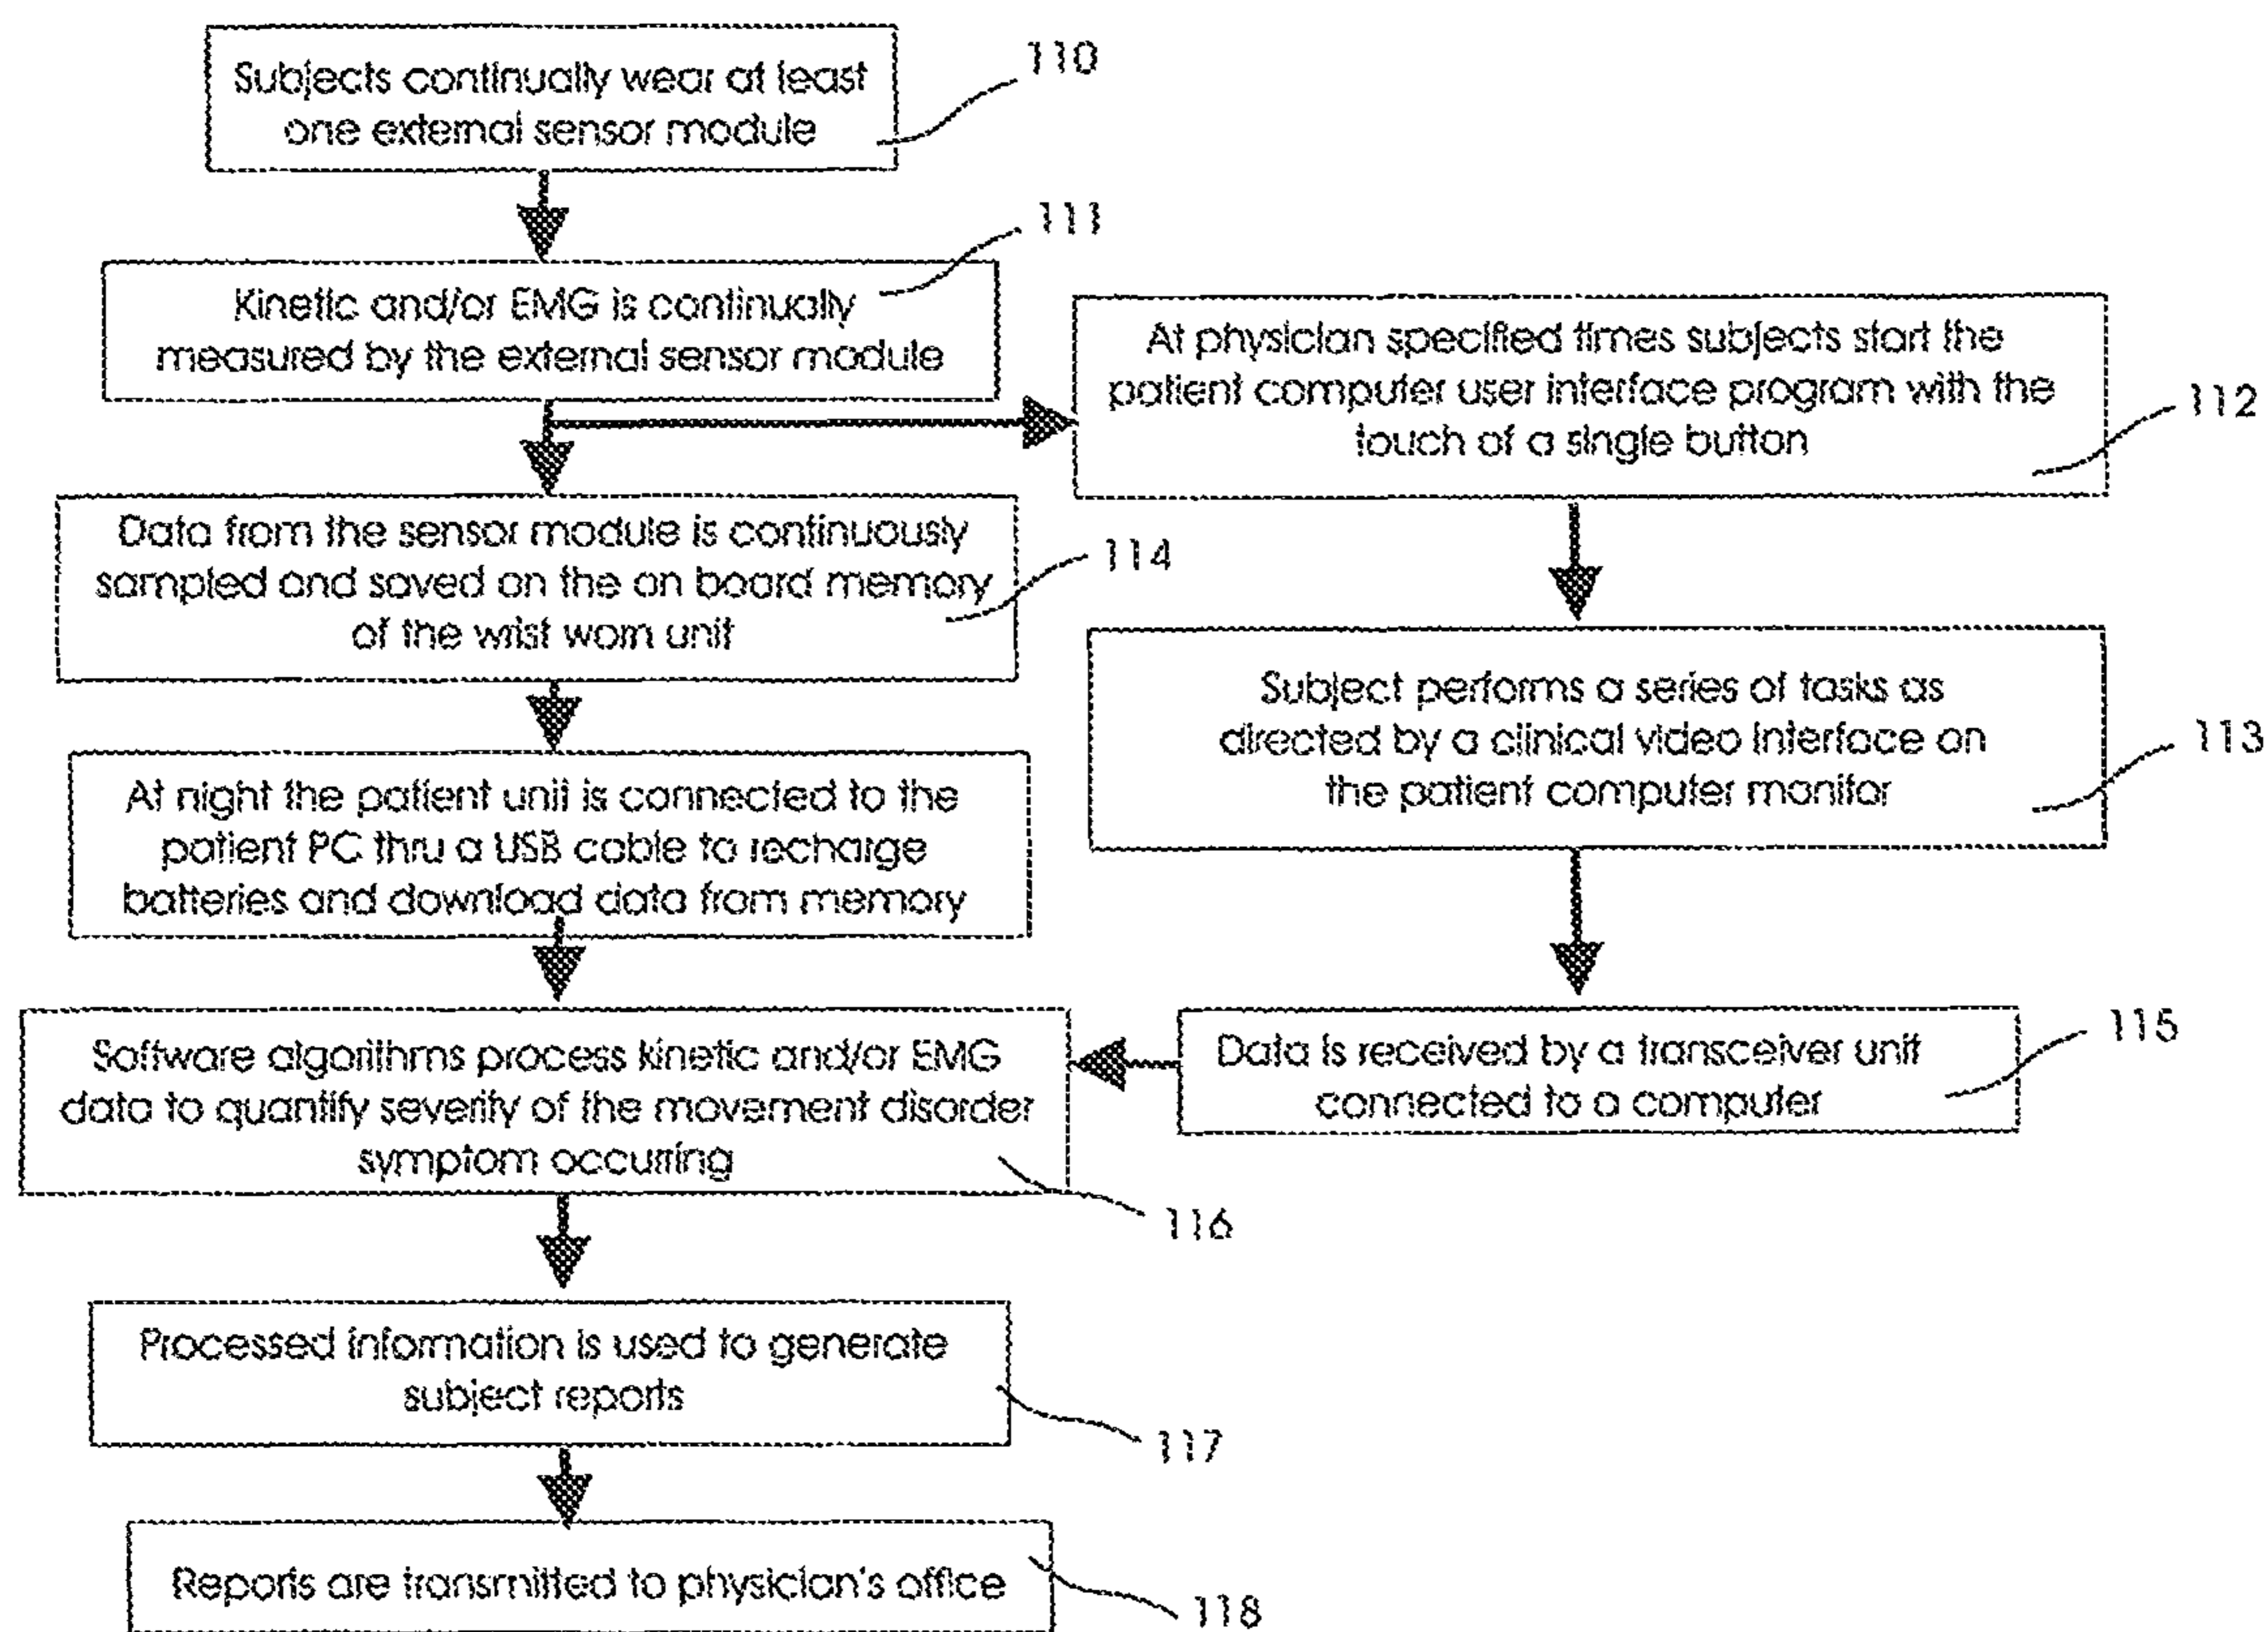 Subjects continually wear at least
one external sensor module
110
Kinetic and/or EMG is continually
measured by the external sensor module
111
At physician specified times subjects start the
patient computer user interface program with the
touch of a single button
112
Data from the sensor module is continuously
sampled and saved on the on board memory
of the wrist worn unit
114
Subject performs a series of tasks as
directed by a clinical video interface on
the patient computer monitor
113
At night the patient unit is connected to the
patient PC thru a USB cable to recharge
batteries and download data from memory
Software algorithms process kinetic and/or EMG
data to quantify severity of the movement disorder
symptom occurring
116
Data is received by a transceiver unit
connected to a computer
115
Processed information is used to generate
subject reports
117
Reports are transmitted to physician's office
118